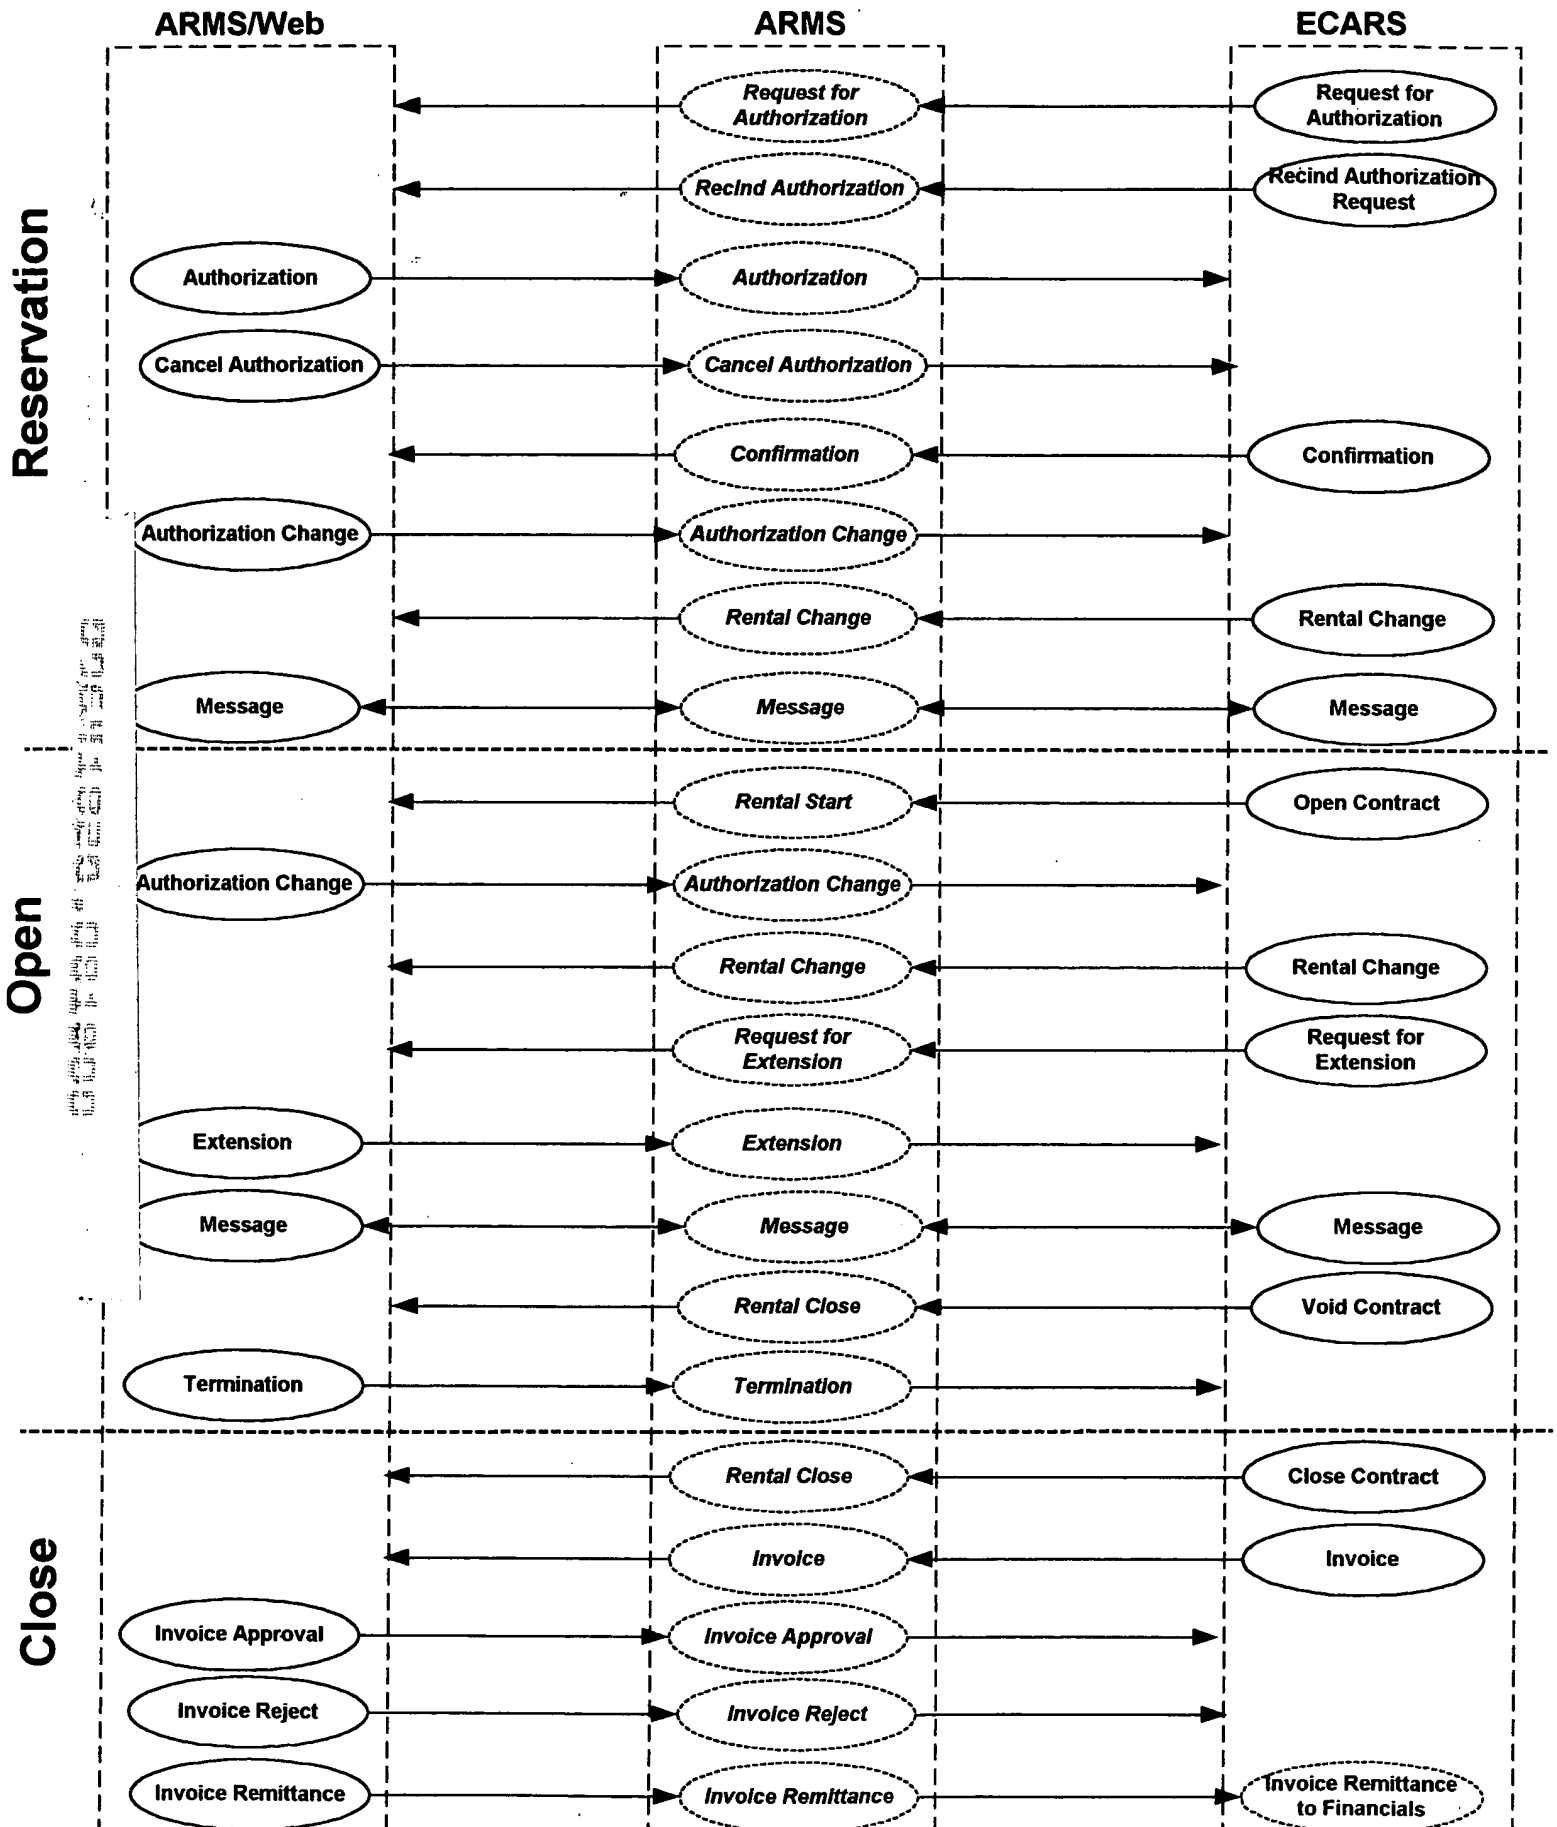 ARMS/Web ARMS ECARS
Reservation
Request for
Authorization
Request for
Authorization
Recind Authorization
Recind Authorization
Request
Authorization
Authorization
Cancel Authorization
Cancel Authorization
Confirmation
Confirmation
Authorization Change
Authorization Change
Rental Change
Rental Change
Message
Message
Message
Open
Rental Start
Open Contract
Authorization Change
Authorization Change
Rental Change
Rental Change
Request for
Extension
Request for
Extension
Extension
Extension
Message
Message
Message
Rental Close
Void Contract
Termination
Termination
Close
Rental Close
Close Contract
Invoice
Invoice
Invoice Approval
Invoice Approval
Invoice Reject
Invoice Reject
Invoice Remittance
Invoice Remittance
Invoice Remittance
to Financials